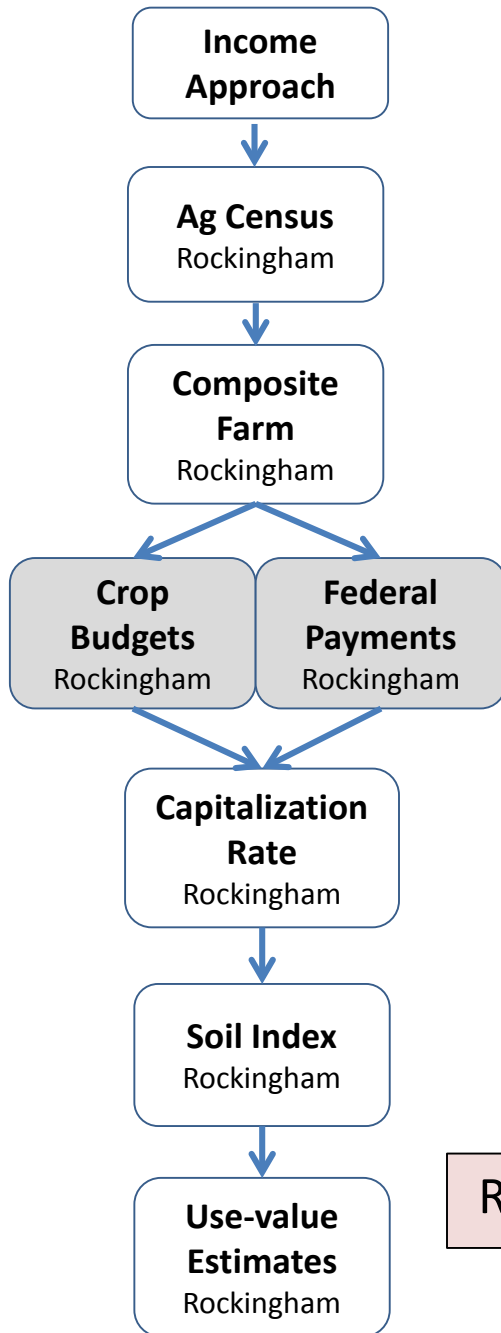 Income
Approach
Ag Census
Rockingham
Composite
Farm
Rockingham
Crop
Budgets
Rockingham
Federal
Payments
Rockingham
Capitalization
Rate
Rockingham
Soil Index
Rockingham
Use-value
Estimates
Rockingham
R